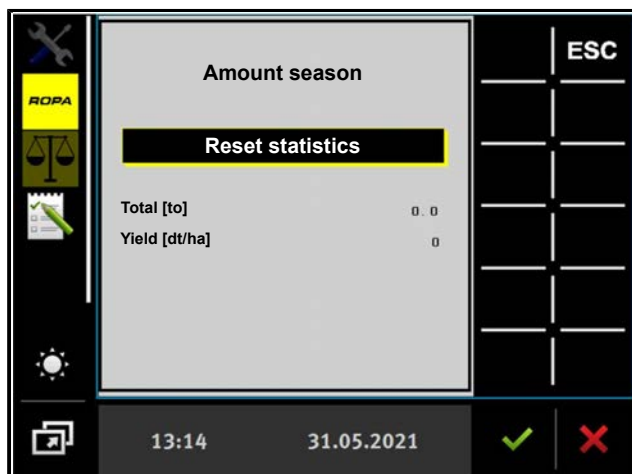 ESC
Amount season
ROPA
Reset statistics
Total [to] 0.0
Yield [dt/ha] 0
13:14 31.05.2021